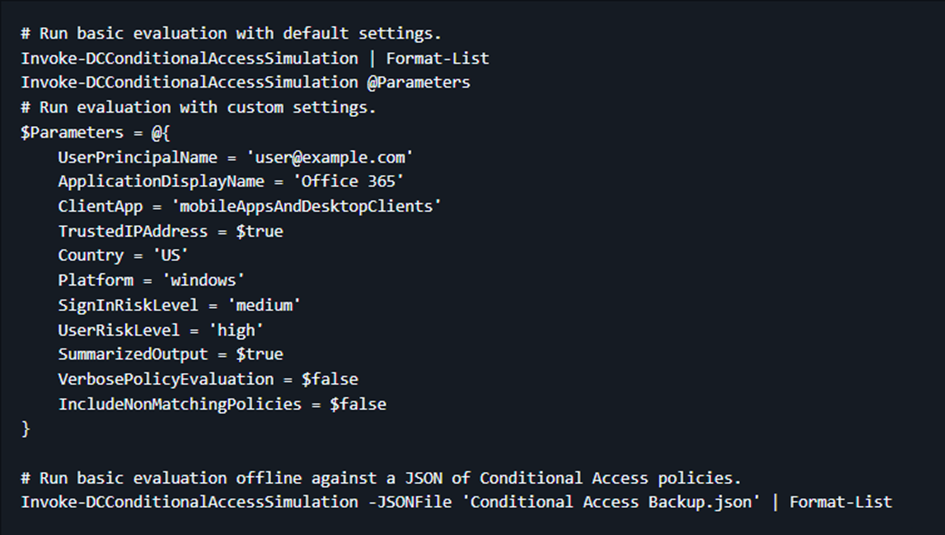 # Run basic evaluation with default settings.
Invoke-DCConditionalAccessSimulation | Format-List
Invoke-DCConditionalAccessSimulation @Parameters
# Run evaluation with custom settings.
$Parameters = @{
    UserPrincipalName = 'user@example.com'
    ApplicationDisplayName = 'Office 365'
    ClientApp = 'mobileAppsAndDesktopClients'
    TrustedIPAddress = $true
    Country = 'US'
    Platform = 'windows'
    SignInRiskLevel = 'medium'
    UserRiskLevel = 'high'
    SummarizedOutput = $true
    VerbosePolicyEvaluation = $false
    IncludeNonMatchingPolicies = $false
}
# Run basic evaluation offline against a JSON of Conditional Access policies.
Invoke-DCConditionalAccessSimulation -JSONFile 'Conditional Access Backup.json' | Format-List